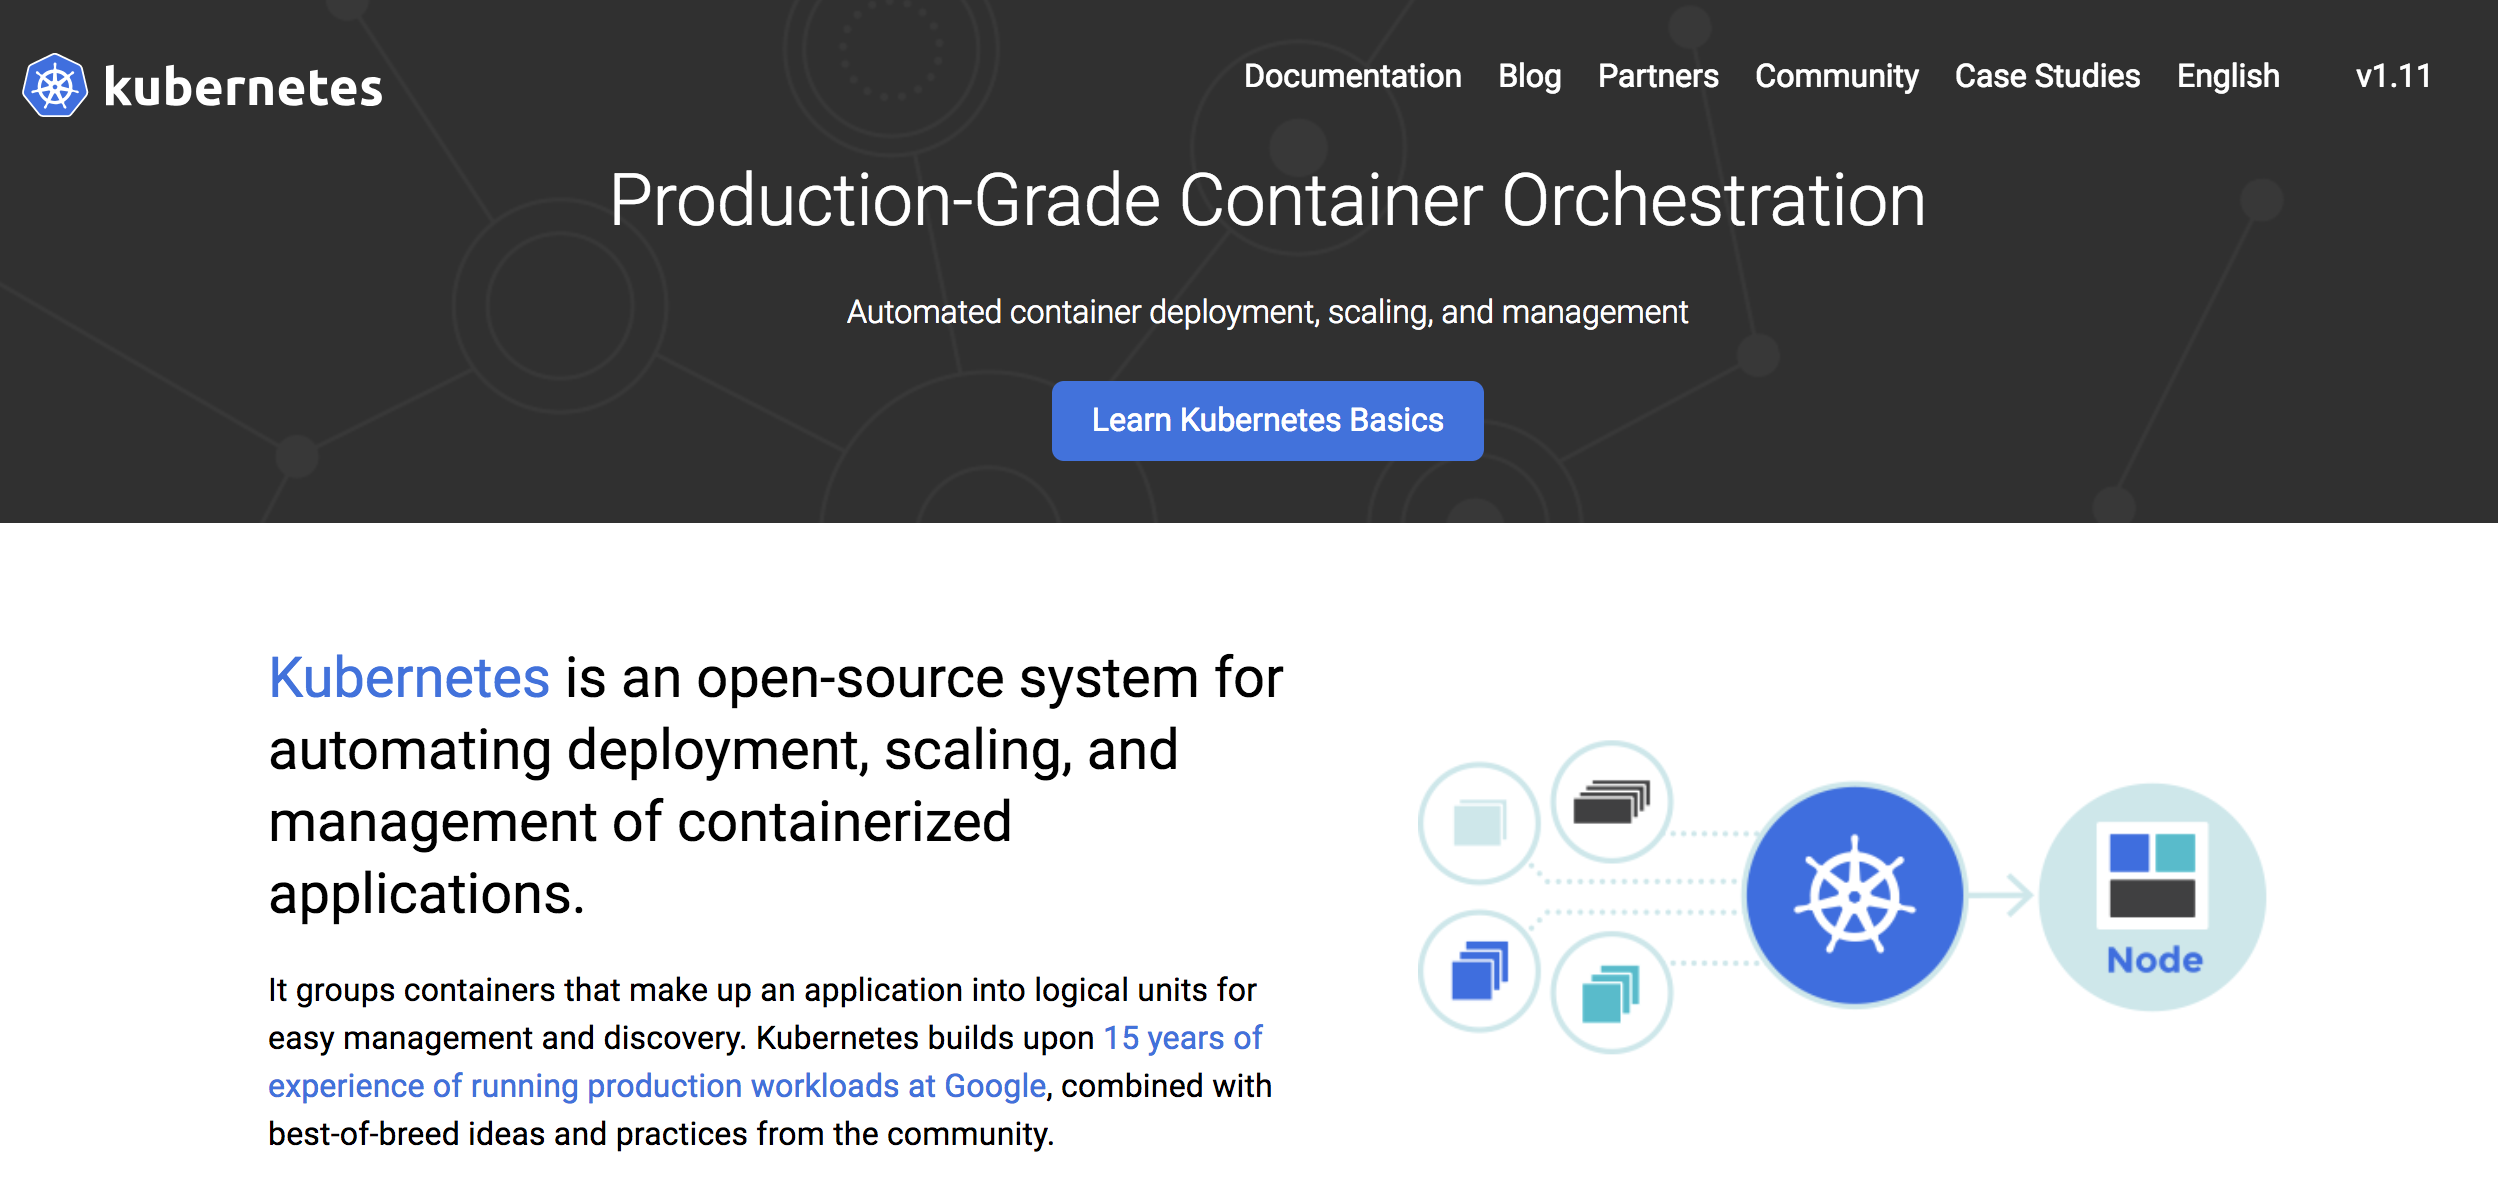 kubernetes
Documentation Blog Partners Community Case Studies English v1.11
Production-Grade Container Orchestration
Automated container deployment, scaling, and management
Learn Kubernetes Basics
Kubernetes is an open-source system for
automating deployment, scaling, and
management of containerized
applications.
It groups containers that make up an application into logical units for
easy management and discovery. Kubernetes builds upon 15 years of
experience of running production workloads at Google, combined with
best-of-breed ideas and practices from the community.
Node